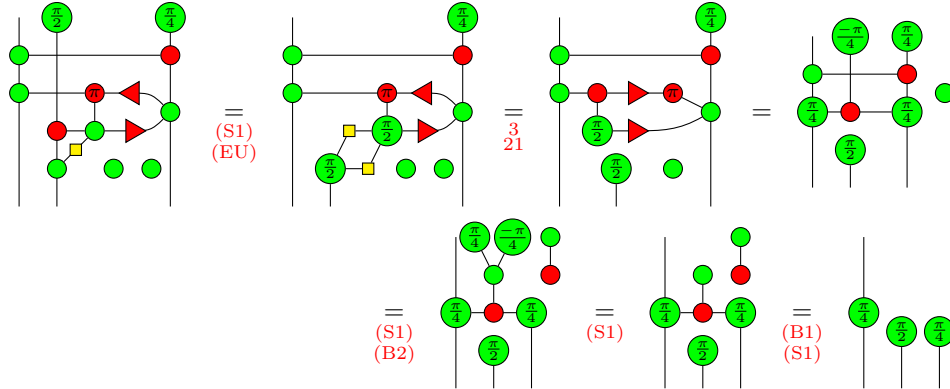 π/2 π/4
π
=
(S1)
(EU)
π/4
π
π/2
π/2
=
3
21
π/4
π
π/2
π/2
=
−π/4 π/4
π/4 π/4
π/2
=
(S1)
(B2)
π/4 −π/4
π/4 π/4
π/2
=
(S1)
π/4 π/4
π/2
=
(B1)
(S1)
π/4
π/2 π/4